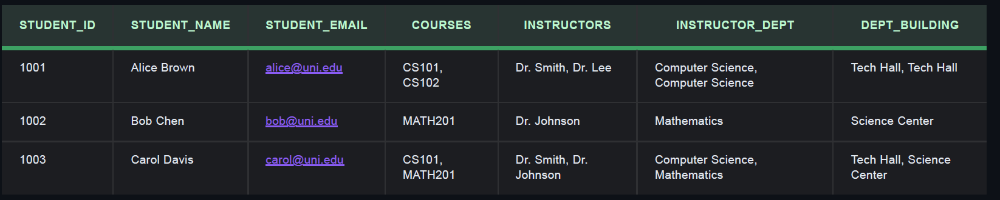 STUDENT_ID STUDENT_NAME STUDENT_EMAIL COURSES INSTRUCTORS INSTRUCTOR_DEPT DEPT_BUILDING
1001 Alice Brown alice@uni.edu CS101, Dr. Smith, Dr. Lee Computer Science, Tech Hall, Tech Hall
CS102 Computer Science
1002 Bob Chen bob@uni.edu MATH201 Dr. Johnson Mathematics Science Center
1003 Carol Davis carol@uni.edu CS101, Dr. Smith, Dr. Computer Science, Tech Hall, Science
MATH201 Johnson Mathematics Center